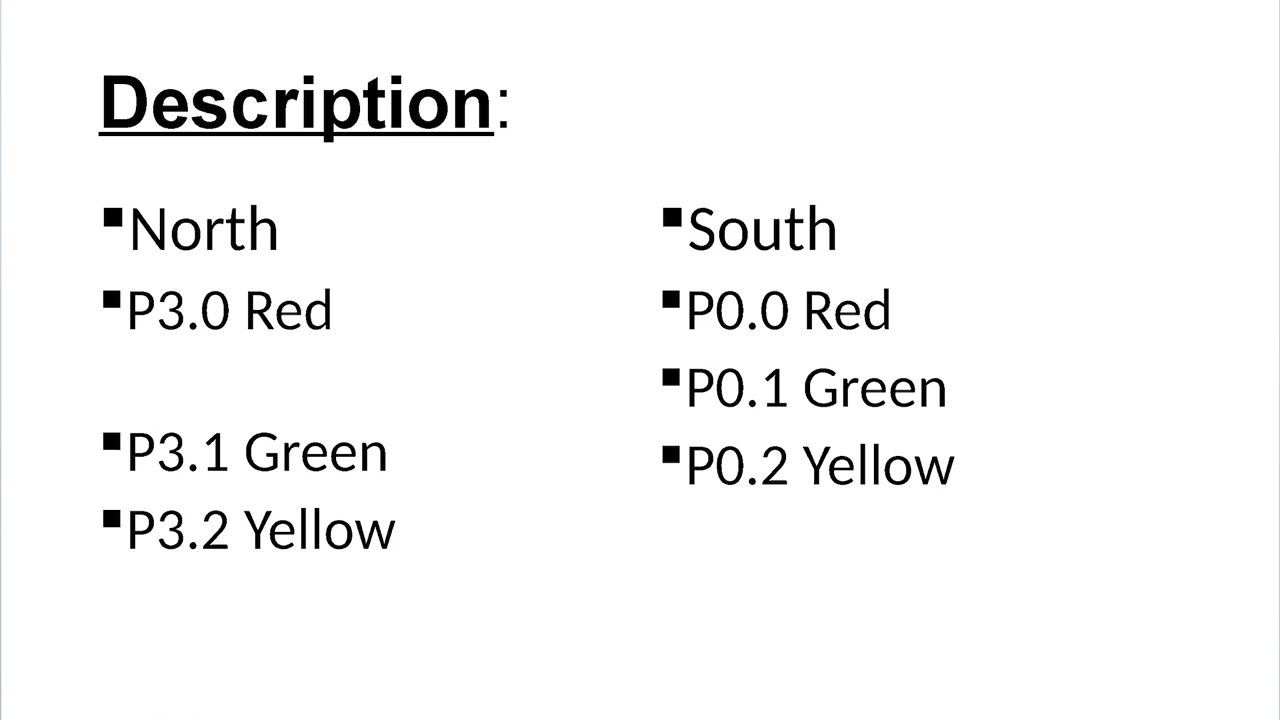 Description:
▪North
▪P3.0 Red
▪P3.1 Green
▪P3.2 Yellow
▪South
▪P0.0 Red
▪P0.1 Green
▪P0.2 Yellow